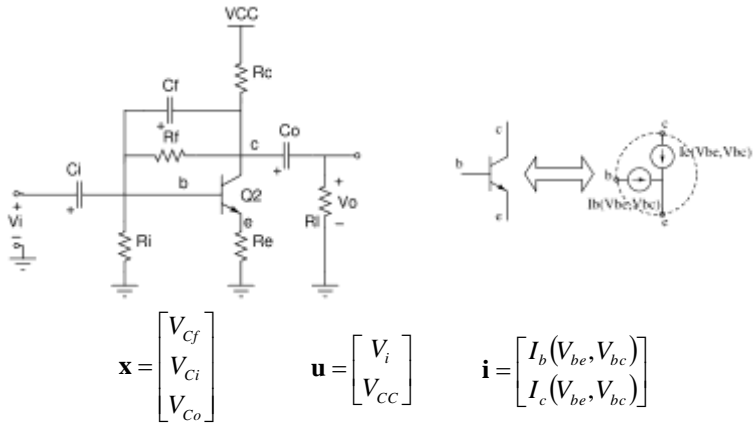 VCC
Rc
Cf
+
Rf
c
Co
+
Ci
+
b
Q2
e
+
Vi
−
Ri
Re
Rl
+
Vo
−
c
b
e
c
Ic(Vbe,Vbc)
b
Ib(Vbe,Vbc)
e
x = [V_Cf V_Ci V_Co]
u = [V_i V_CC]
i = [I_b(V_be, V_bc) I_c(V_be, V_bc)]